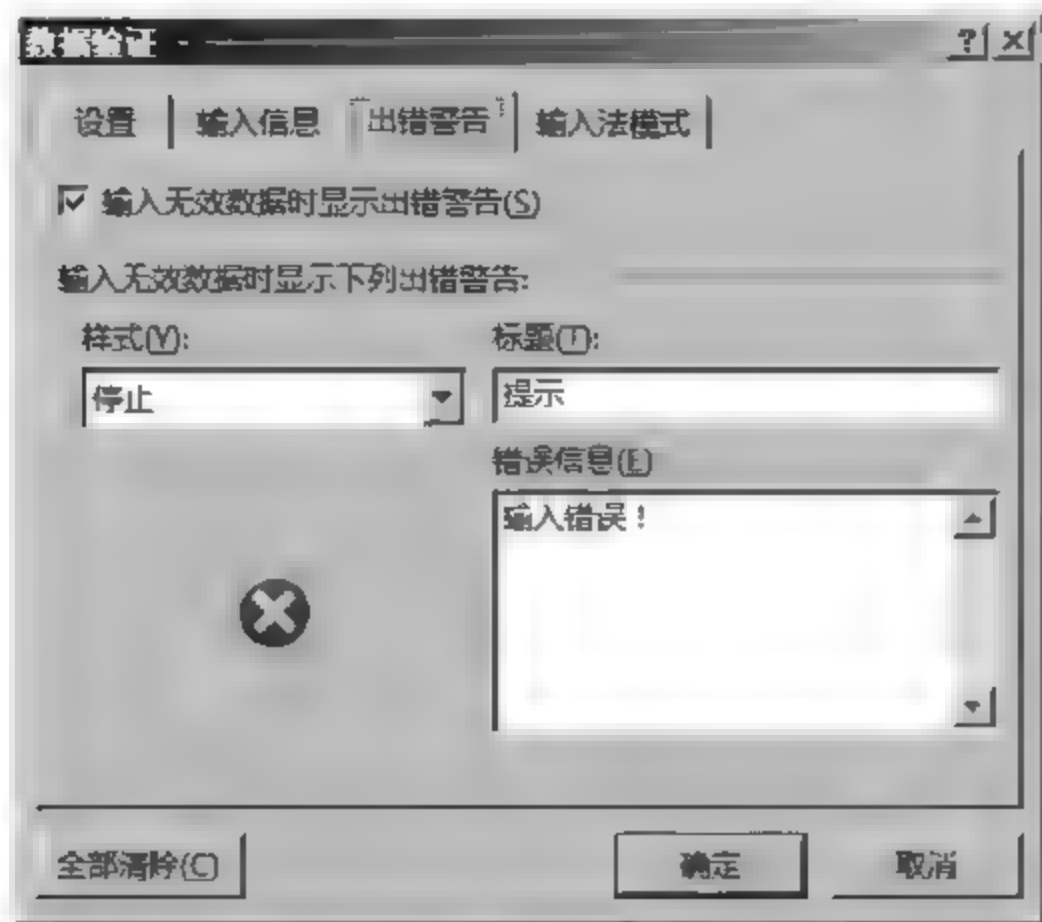 数据验证
设置 输入信息 出错警告 输入法模式
输入无效数据时显示出错警告(S)
输入无效数据时显示下列出错警告:
样式(Y): 标题(T):
停止 提示
错误信息(E)
输入错误!
全部清除(C) 确定 取消